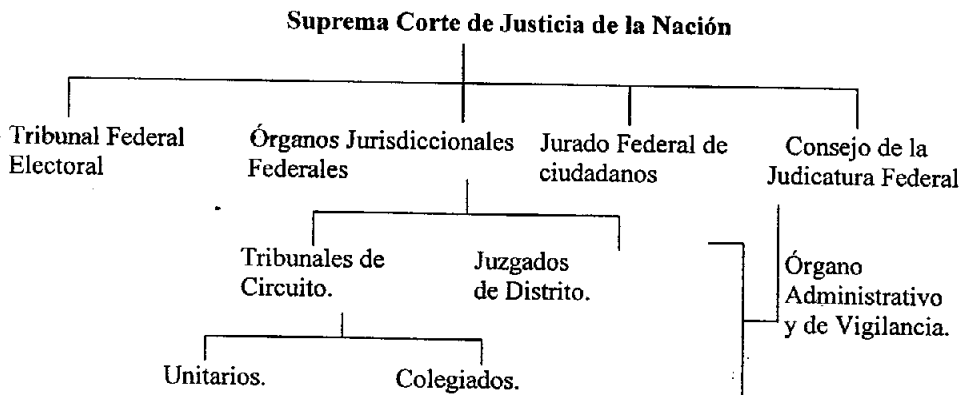 Suprema Corte de Justicia de la Nación
Tribunal Federal
Electoral
Órganos Jurisdiccionales
Federales
Jurado Federal de
ciudadanos
Consejo de la
Judicatura Federal
Tribunales de
Circuito.
Juzgados
de Distrito.
Órgano
Administrativo
y de Vigilancia.
Unitarios.
Colegiados.